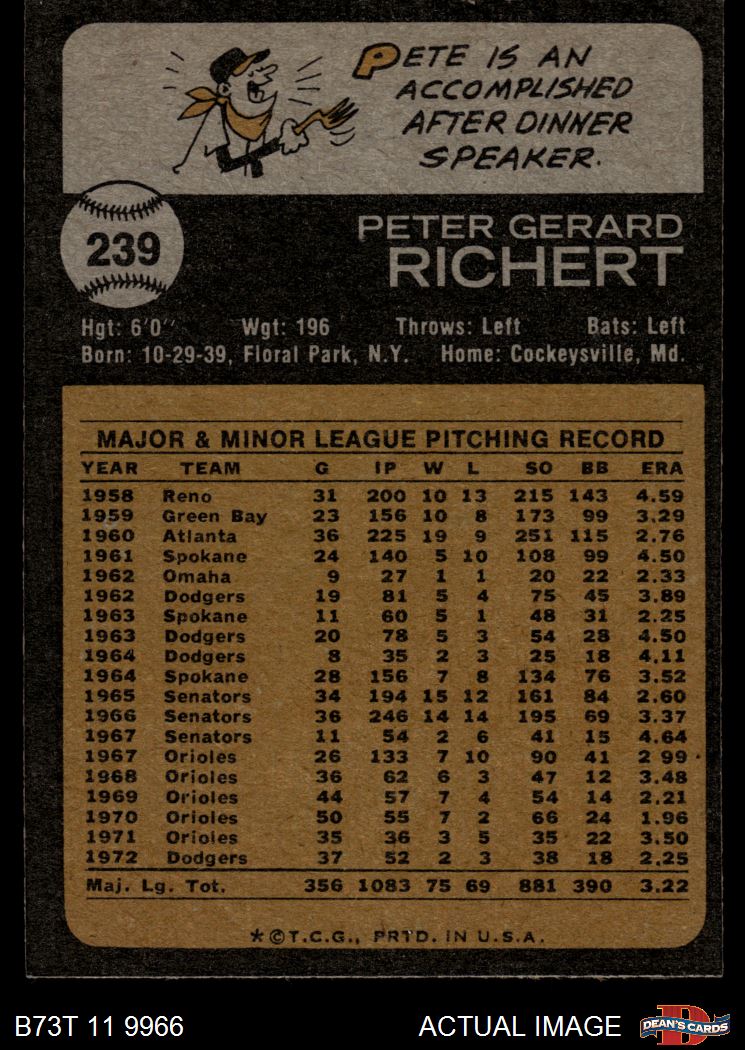 PETE IS AN
ACCOMPLISHED
AFTER DINNER
SPEAKER.
239
PETER GERARD
RICHERT
Hgt: 6'0" Wgt: 196 Throws: Left Bats: Left
Born: 10-29-39, Floral Park, N.Y. Home: Cockeysville, Md.
MAJOR & MINOR LEAGUE PITCHING RECORD
YEAR TEAM G IP W L SO BB ERA
1958 Reno 31 200 10 13 215 143 4.59
1959 Green Bay 23 156 10 8 173 99 3.29
1960 Atlanta 36 225 19 9 251 115 2.76
1961 Spokane 24 140 5 10 108 99 4.50
1962 Omaha 9 27 1 1 20 22 2.33
1962 Dodgers 19 81 5 4 75 45 3.89
1963 Spokane 11 60 5 1 48 31 2.25
1963 Dodgers 20 78 5 3 54 28 4.50
1964 Dodgers 8 35 2 3 25 18 4.11
1964 Spokane 28 156 7 8 134 76 3.52
1965 Senators 34 194 15 12 161 84 2.60
1966 Senators 36 246 14 14 195 69 3.37
1967 Senators 11 54 2 6 41 15 4.64
1967 Orioles 26 133 7 10 90 41 2 99
1968 Orioles 36 62 6 3 47 12 3.48
1969 Orioles 44 57 7 4 54 14 2.21
1970 Orioles 50 55 7 2 66 24 1.96
1971 Orioles 35 36 3 5 35 22 3.50
1972 Dodgers 37 52 2 3 38 18 2.25
Maj. Lg. Tot. 356 1083 75 69 881 390 3.22
*©T.C.G., PRTD. IN U.S.A.
B73T 11 9966 ACTUAL IMAGE DEAN'S CARDS